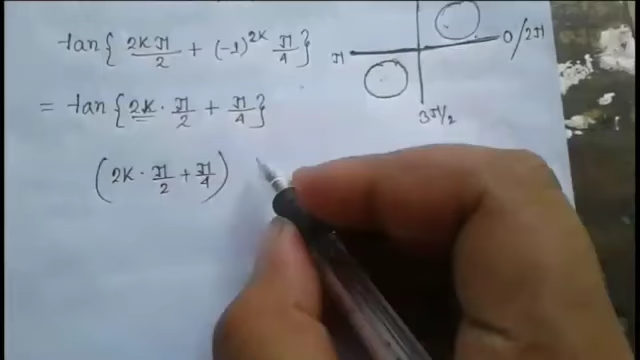 tan{ 2Kπ/2 + (-1)^2K π/4 }
= tan{ 2K · π/2 + π/4 }
(2K · π/2 + π/4)
π
0/2π
3π/2